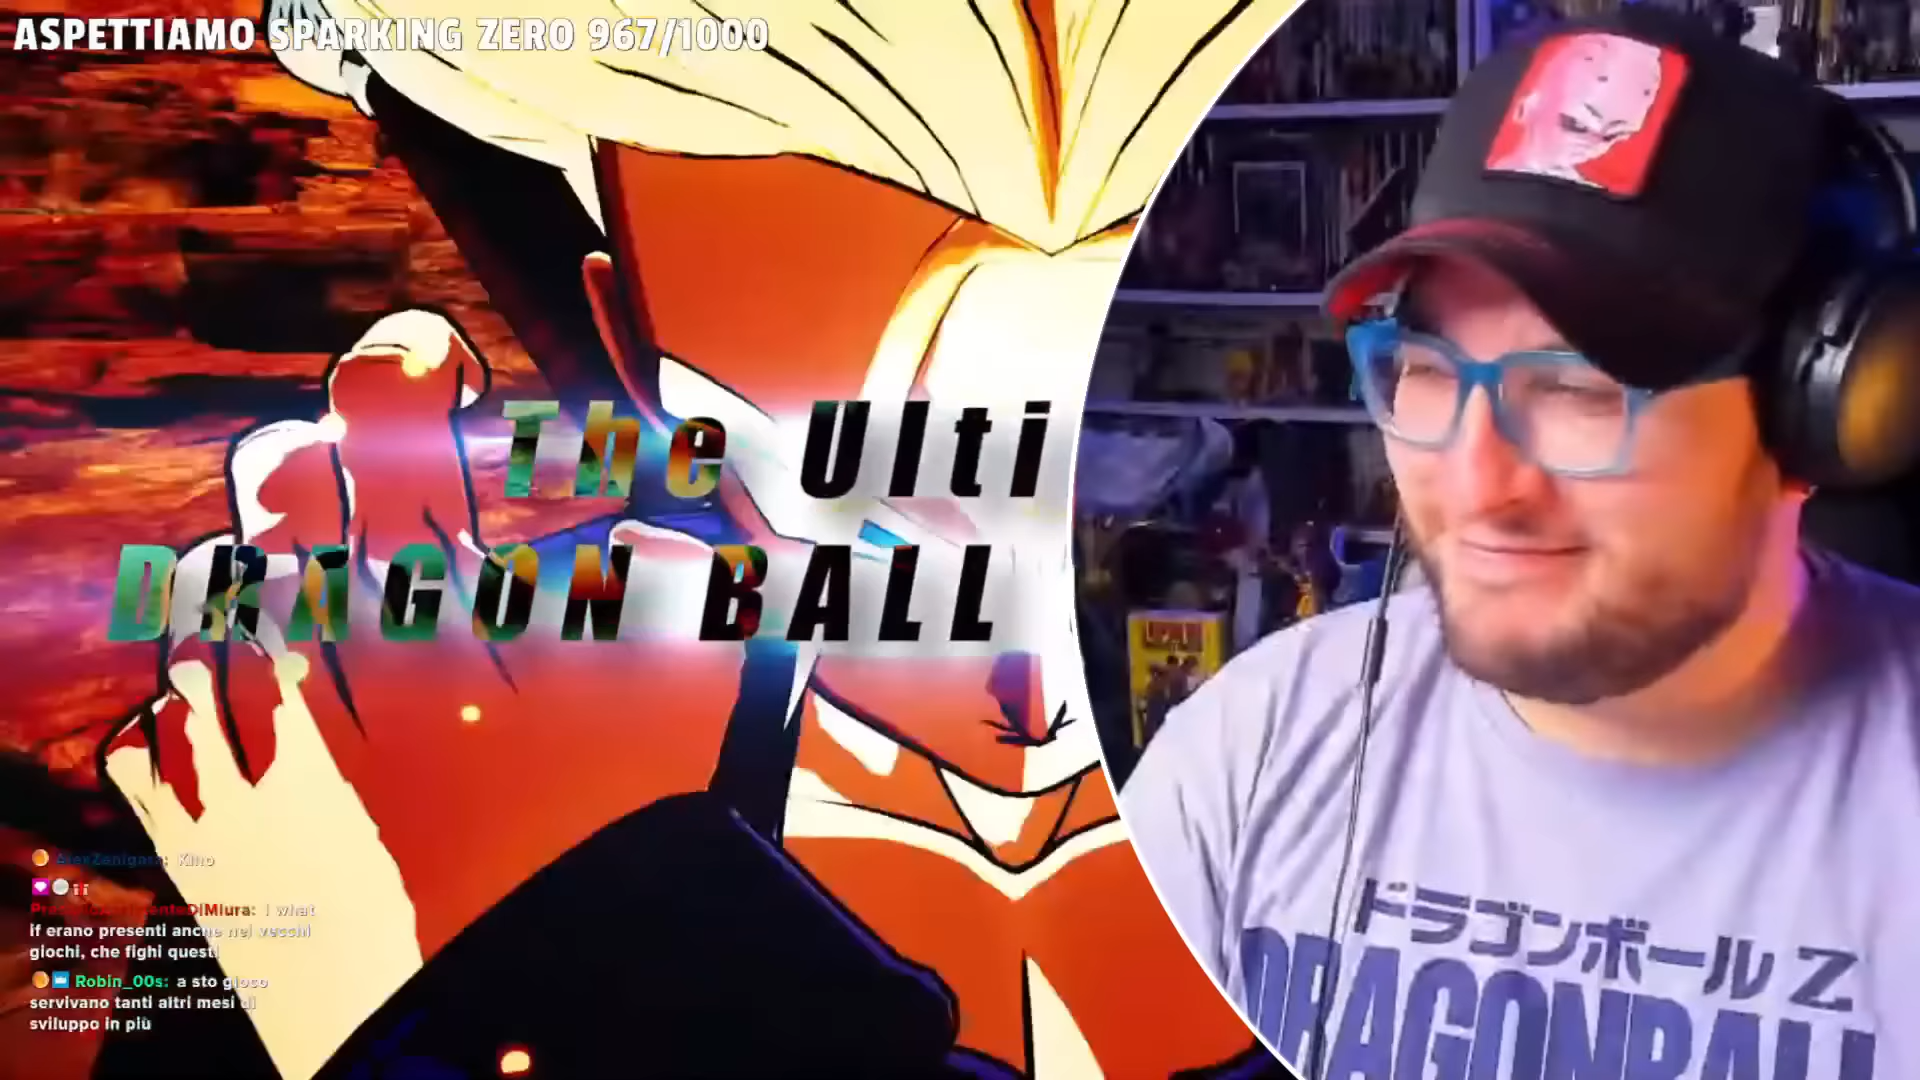 ASPETTIAMO SPARKING ZERO 967/1000
The Ulti
DRAGON BALL
AlexZenigata: Kino
I what
if erano presenti anche nei vecchi
giochi, che fighi questi
Robin_00s: a sto gioco
servivano tanti altri mesi di
sviluppo in più
ドラゴンボールZ
DRAGONBALL